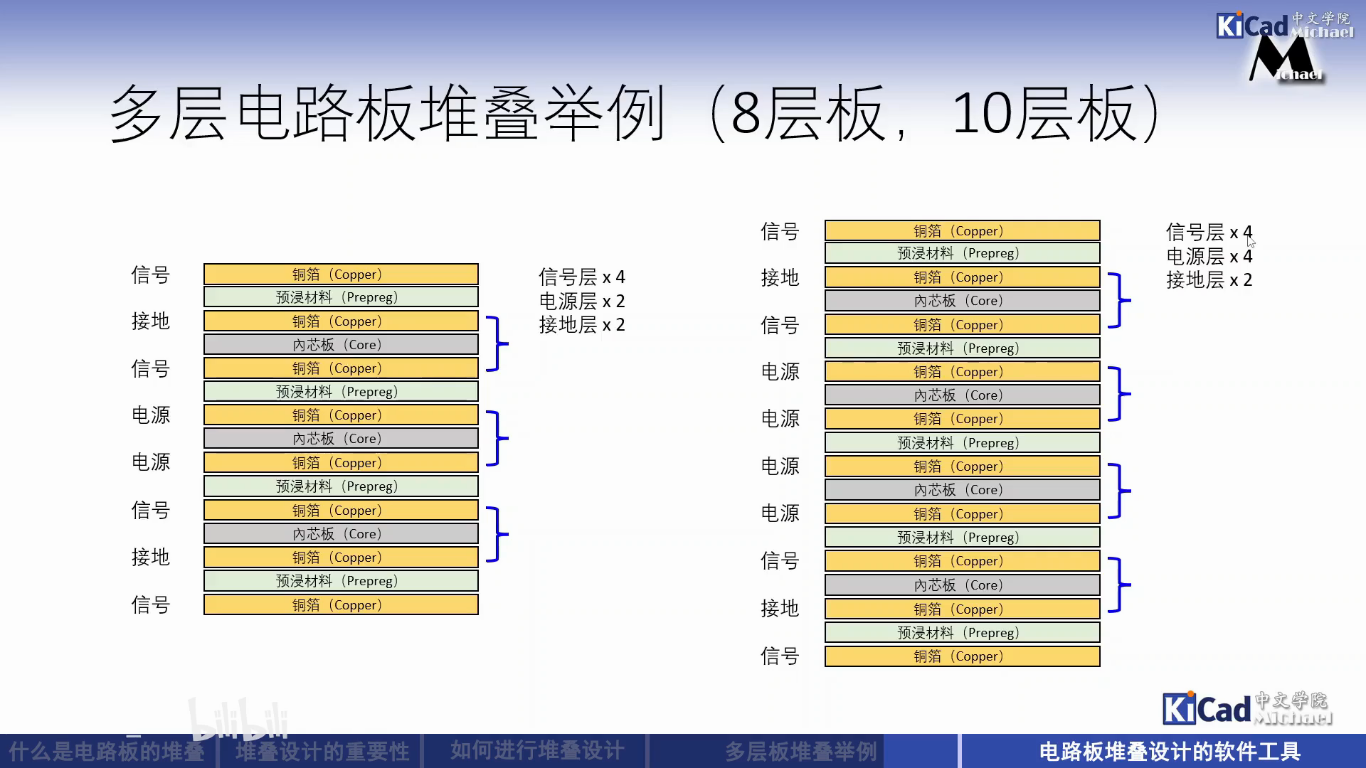 KiCad 中文学院
Michael
Michael
多层电路板堆叠举例（8层板，10层板）
信号 铜箔（Copper）
预浸材料（Prepreg）
接地 铜箔（Copper）
內芯板（Core）
信号 铜箔（Copper）
预浸材料（Prepreg）
电源 铜箔（Copper）
內芯板（Core）
电源 铜箔（Copper）
预浸材料（Prepreg）
信号 铜箔（Copper）
內芯板（Core）
接地 铜箔（Copper）
预浸材料（Prepreg）
信号 铜箔（Copper）
信号层 x 4
电源层 x 2
接地层 x 2
信号 铜箔（Copper）
预浸材料（Prepreg）
接地 铜箔（Copper）
內芯板（Core）
信号 铜箔（Copper）
预浸材料（Prepreg）
电源 铜箔（Copper）
內芯板（Core）
电源 铜箔（Copper）
预浸材料（Prepreg）
电源 铜箔（Copper）
內芯板（Core）
电源 铜箔（Copper）
预浸材料（Prepreg）
信号 铜箔（Copper）
內芯板（Core）
接地 铜箔（Copper）
预浸材料（Prepreg）
信号 铜箔（Copper）
信号层 x 4
电源层 x 4
接地层 x 2
bilibili
KiCad 中文学院
Michael
什么是电路板的堆叠 堆叠设计的重要性 如何进行堆叠设计 多层板堆叠举例 电路板堆叠设计的软件工具